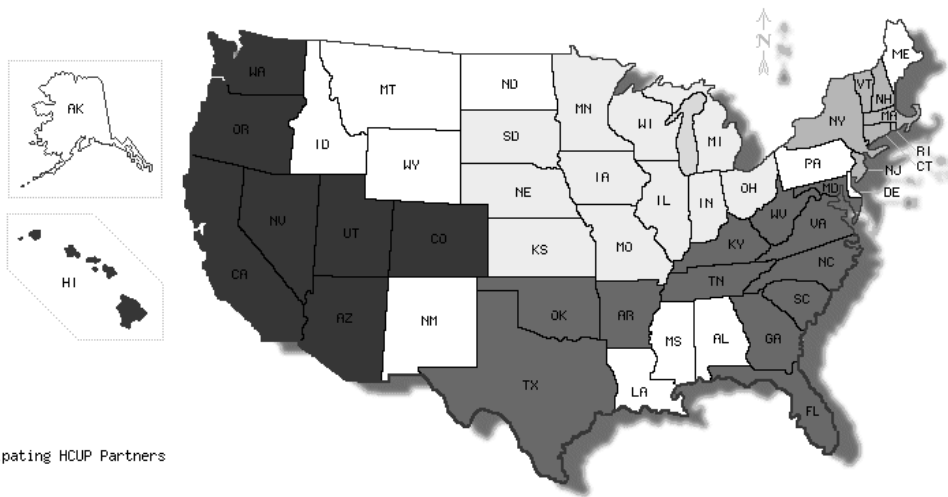 N
ME
WA
VT
AK
MT
ND
MN
NH
MA
OR
NY
WI
MI
SD
ID
RI
WY
PA
CT
NJ
IA
OH
NE
DE
IL
IN
MD
NV
UT
CO
WV
VA
KS
MO
KY
CA
HI
NC
TN
AZ
NM
OK
AR
SC
MS
AL
GA
TX
LA
FL
pating HCUP Partners